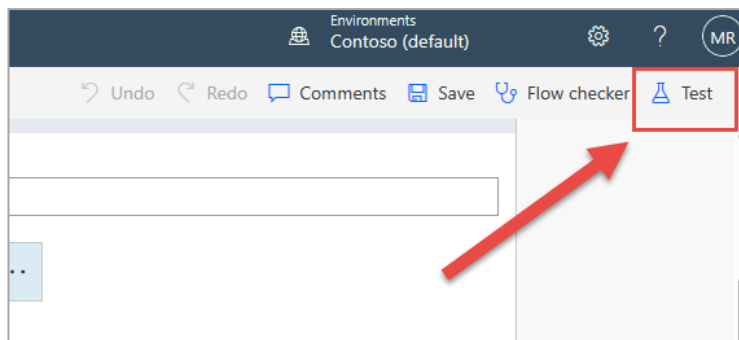 Environments
Contoso (default)
?
MR
Undo Redo Comments Save Flow checker Test
..